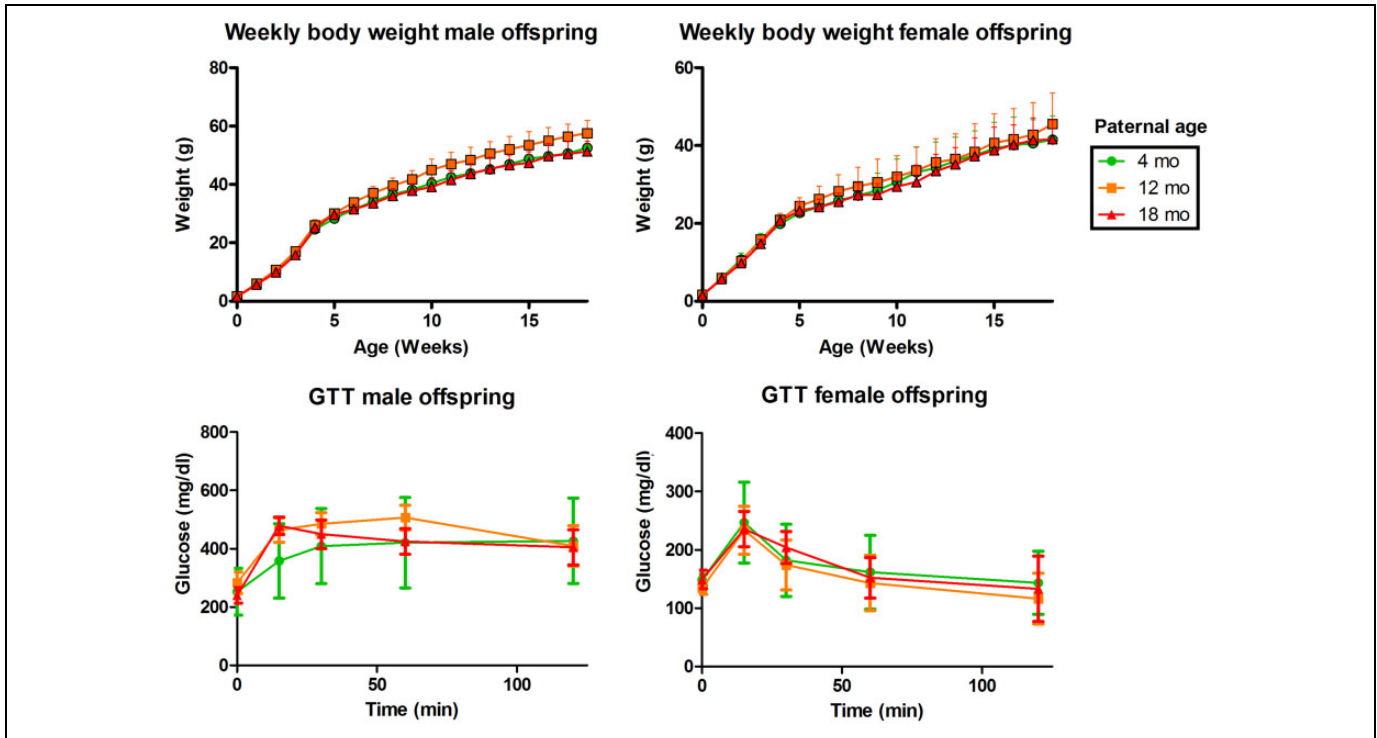 Weekly body weight male offspring
80
60
40
20
0
Weight (g)
0 5 10 15
Age (Weeks)
Weekly body weight female offspring
60
40
20
0
Weight (g)
0 5 10 15
Age (Weeks)
Paternal age
4 mo
12 mo
18 mo
GTT male offspring
800
600
400
200
0
Glucose (mg/dl)
0 50 100
Time (min)
GTT female offspring
400
300
200
100
0
Glucose (mg/dl)
0 50 100
Time (min)